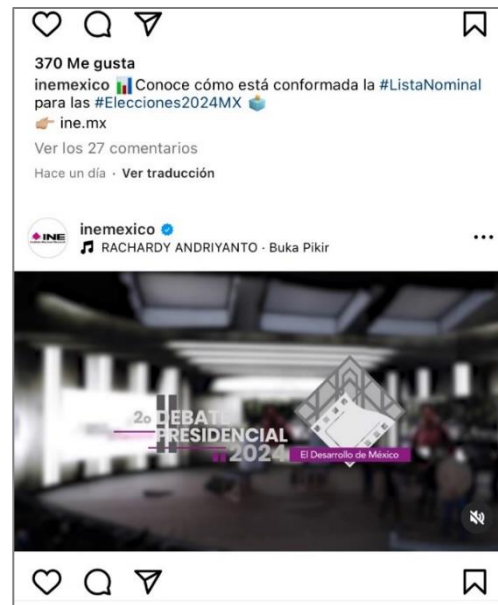 370 Me gusta
inemexico 📊 Conoce cómo está conformada la #ListaNominal
para las #Elecciones2024MX 🗳️
👉🏼 ine.mx
Ver los 27 comentarios
Hace un día · Ver traducción
INE
inemexico
🎵 RACHARDY ANDRIYANTO · Buka Pikir
2o DEBATE
PRESIDENCIAL
2024
El Desarrollo de México